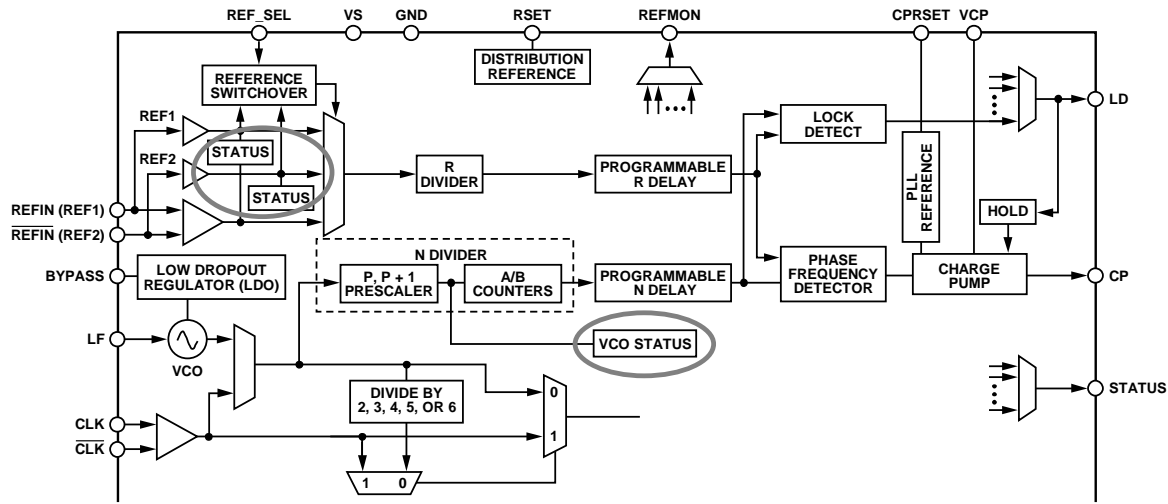 REF_SEL VS GND RSET REFMON CPRSET VCP
DISTRIBUTION
REFERENCE
REFERENCE
SWITCHOVER
LD
REF1
LOCK
DETECT
STATUS
REF2
R
DIVIDER
PROGRAMMABLE
R DELAY
PLL
REFERENCE
STATUS
HOLD
REFIN (REF1)
REFIN (REF2)
N DIVIDER
BYPASS
LOW DROPOUT
REGULATOR (LDO)
P, P + 1
PRESCALER
A/B
COUNTERS
PROGRAMMABLE
N DELAY
PHASE
FREQUENCY
DETECTOR
CHARGE
PUMP
CP
LF
VCO
VCO STATUS
DIVIDE BY
2, 3, 4, 5, OR 6
0
STATUS
CLK
1
CLK
1 0